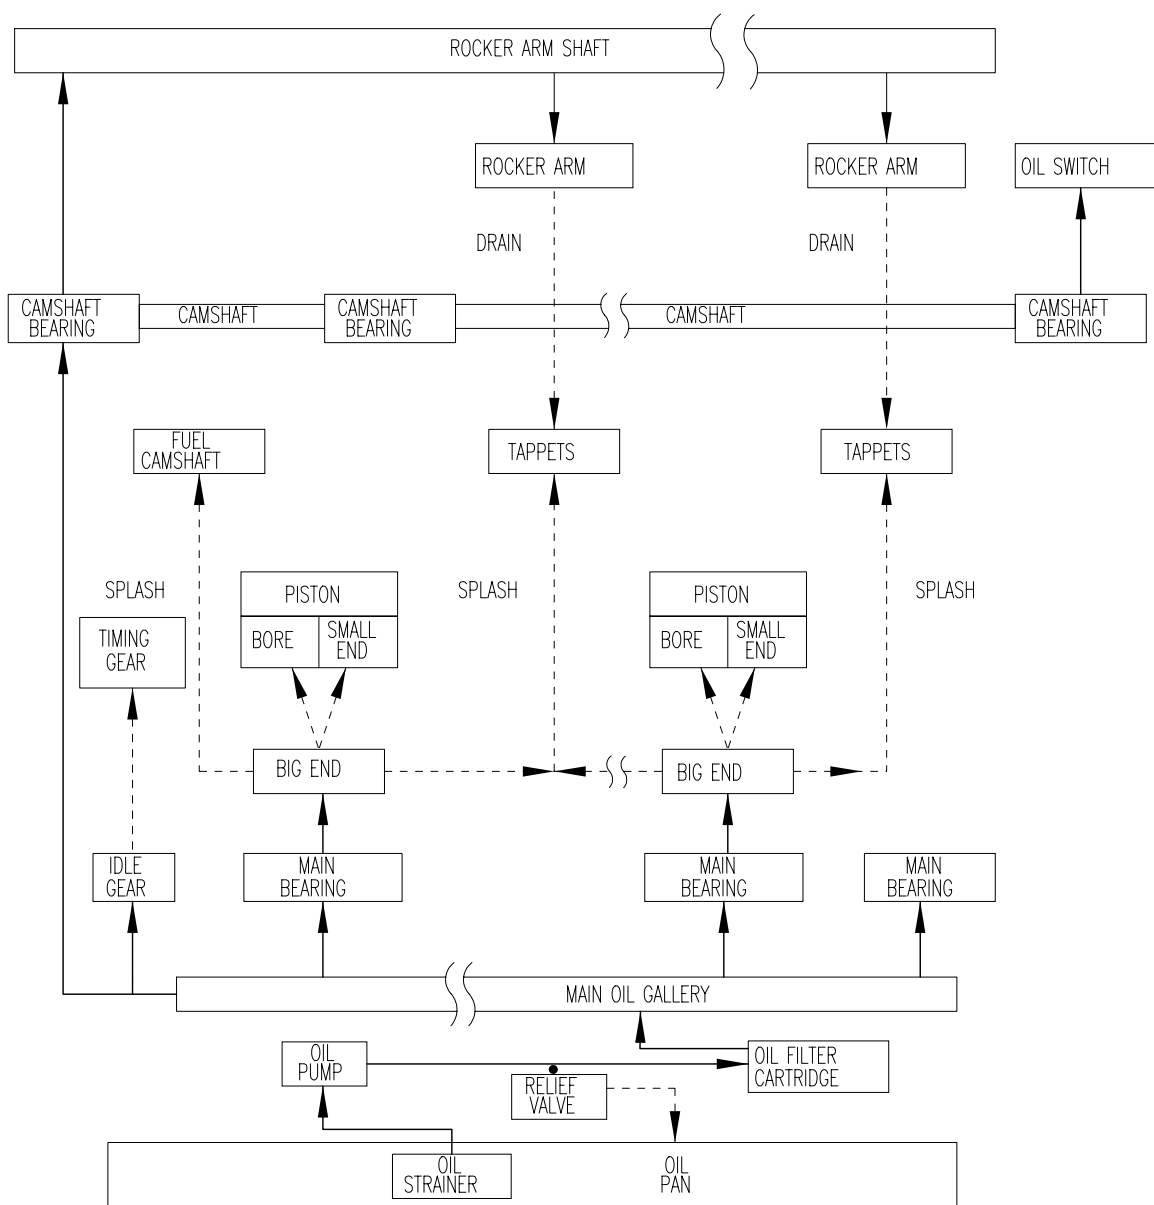 ROCKER ARM SHAFT
ROCKER ARM
ROCKER ARM
OIL SWITCH
DRAIN
DRAIN
CAMSHAFT
BEARING
CAMSHAFT
CAMSHAFT
BEARING
CAMSHAFT
CAMSHAFT
BEARING
FUEL
CAMSHAFT
TAPPETS
TAPPETS
SPLASH
PISTON
SPLASH
PISTON
SPLASH
TIMING
GEAR
BORE
SMALL
END
BORE
SMALL
END
BIG END
BIG END
IDLE
GEAR
MAIN
BEARING
MAIN
BEARING
MAIN
BEARING
MAIN OIL GALLERY
OIL
PUMP
OIL FILTER
CARTRIDGE
RELIEF
VALVE
OIL
STRAINER
OIL
PAN